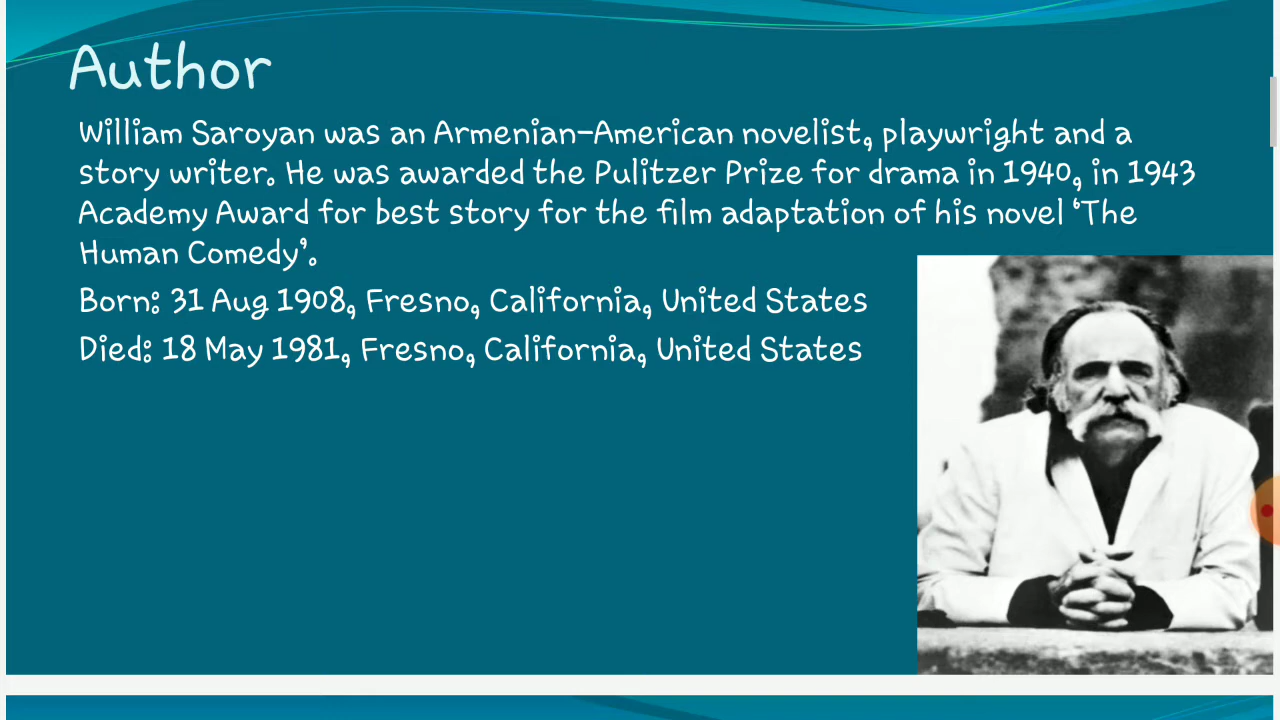 Author
William Saroyan was an Armenian-American novelist, playwright and a
story writer. He was awarded the Pulitzer Prize for drama in 1940, in 1943
Academy Award for best story for the film adaptation of his novel ‘The
Human Comedy’.
Born: 31 Aug 1908, Fresno, California, United States
Died: 18 May 1981, Fresno, California, United States